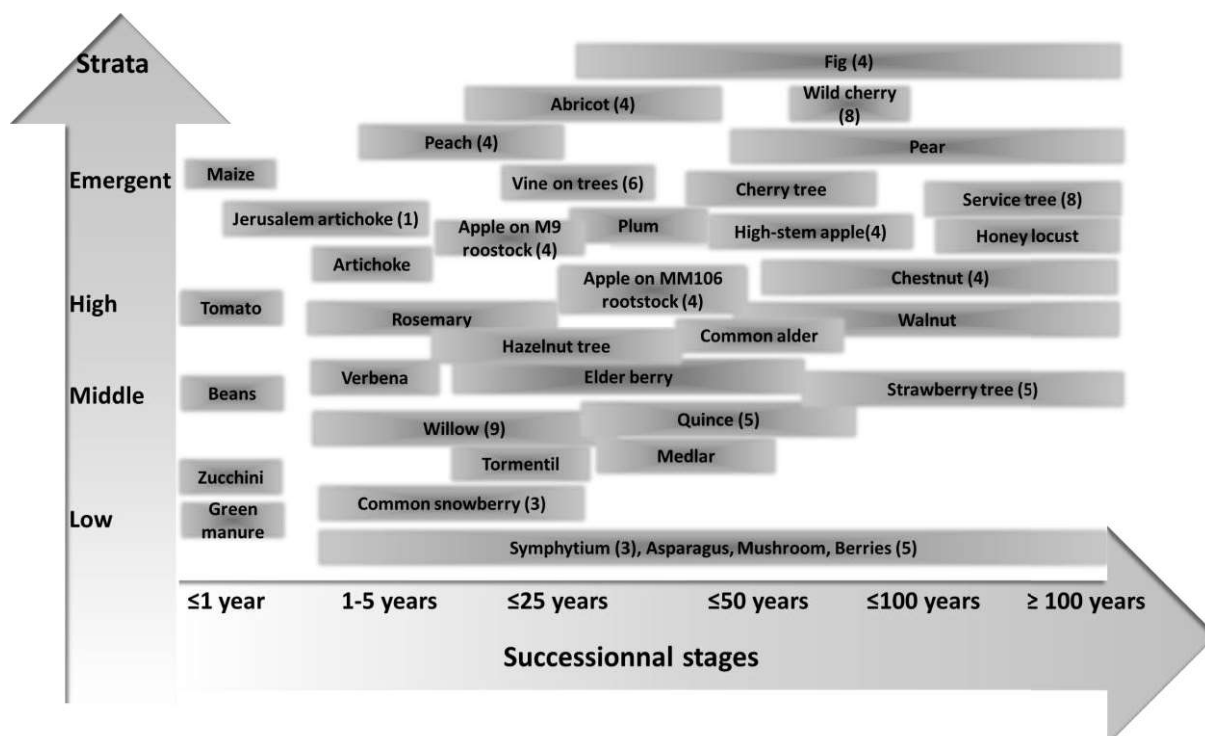 Strata
Fig (4)
Abricot (4)
Wild cherry
(8)
Peach (4)
Pear
Emergent
Maize
Vine on trees (6)
Cherry tree
Service tree (8)
Jerusalem artichoke (1)
Apple on M9
roostock (4)
Plum
High-stem apple(4)
Honey locust
Artichoke
Apple on MM106
rootstock (4)
Chestnut (4)
High
Tomato
Rosemary
Walnut
Common alder
Hazelnut tree
Verbena
Elder berry
Middle
Beans
Strawberry tree (5)
Willow (9)
Quince (5)
Tormentil
Medlar
Zucchini
Common snowberry (3)
Low
Green
manure
Symphytium (3), Asparagus, Mushroom, Berries (5)
≤1 year
1-5 years
≤25 years
≤50 years
≤100 years
≥ 100 years
Successionnal stages